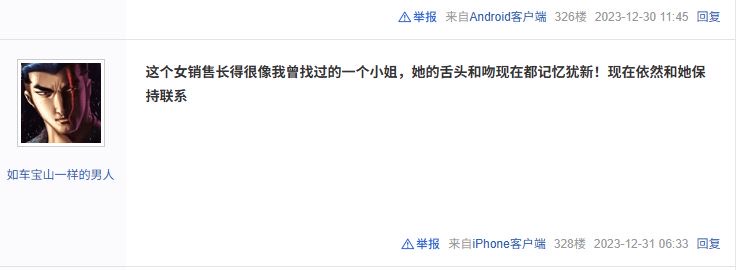 举报 来自Android客户端 326楼 2023-12-30 11:45 回复
这个女销售长得很像我曾找过的一个小姐，她的舌头和吻现在都记忆犹新！现在依然和她保
持联系
如车宝山一样的男人
举报 来自iPhone客户端 328楼 2023-12-31 06:33 回复